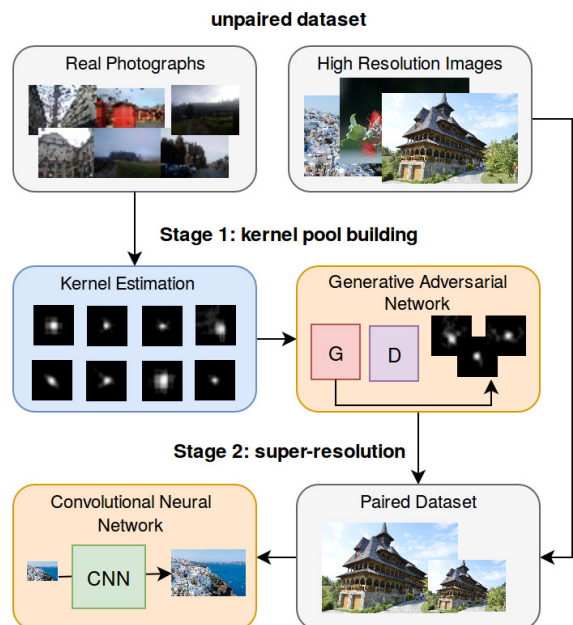 unpaired dataset
Real Photographs
High Resolution Images
Stage 1: kernel pool building
Kernel Estimation
Generative Adversarial
Network
G
D
Stage 2: super-resolution
Convolutional Neural
Network
CNN
Paired Dataset